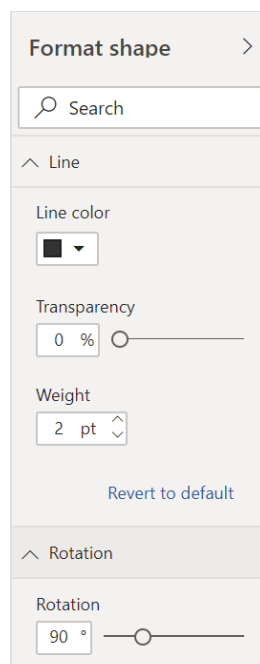 Format shape
Search
Line
Line color
Transparency
0 %
Weight
2 pt
Revert to default
Rotation
Rotation
90 °